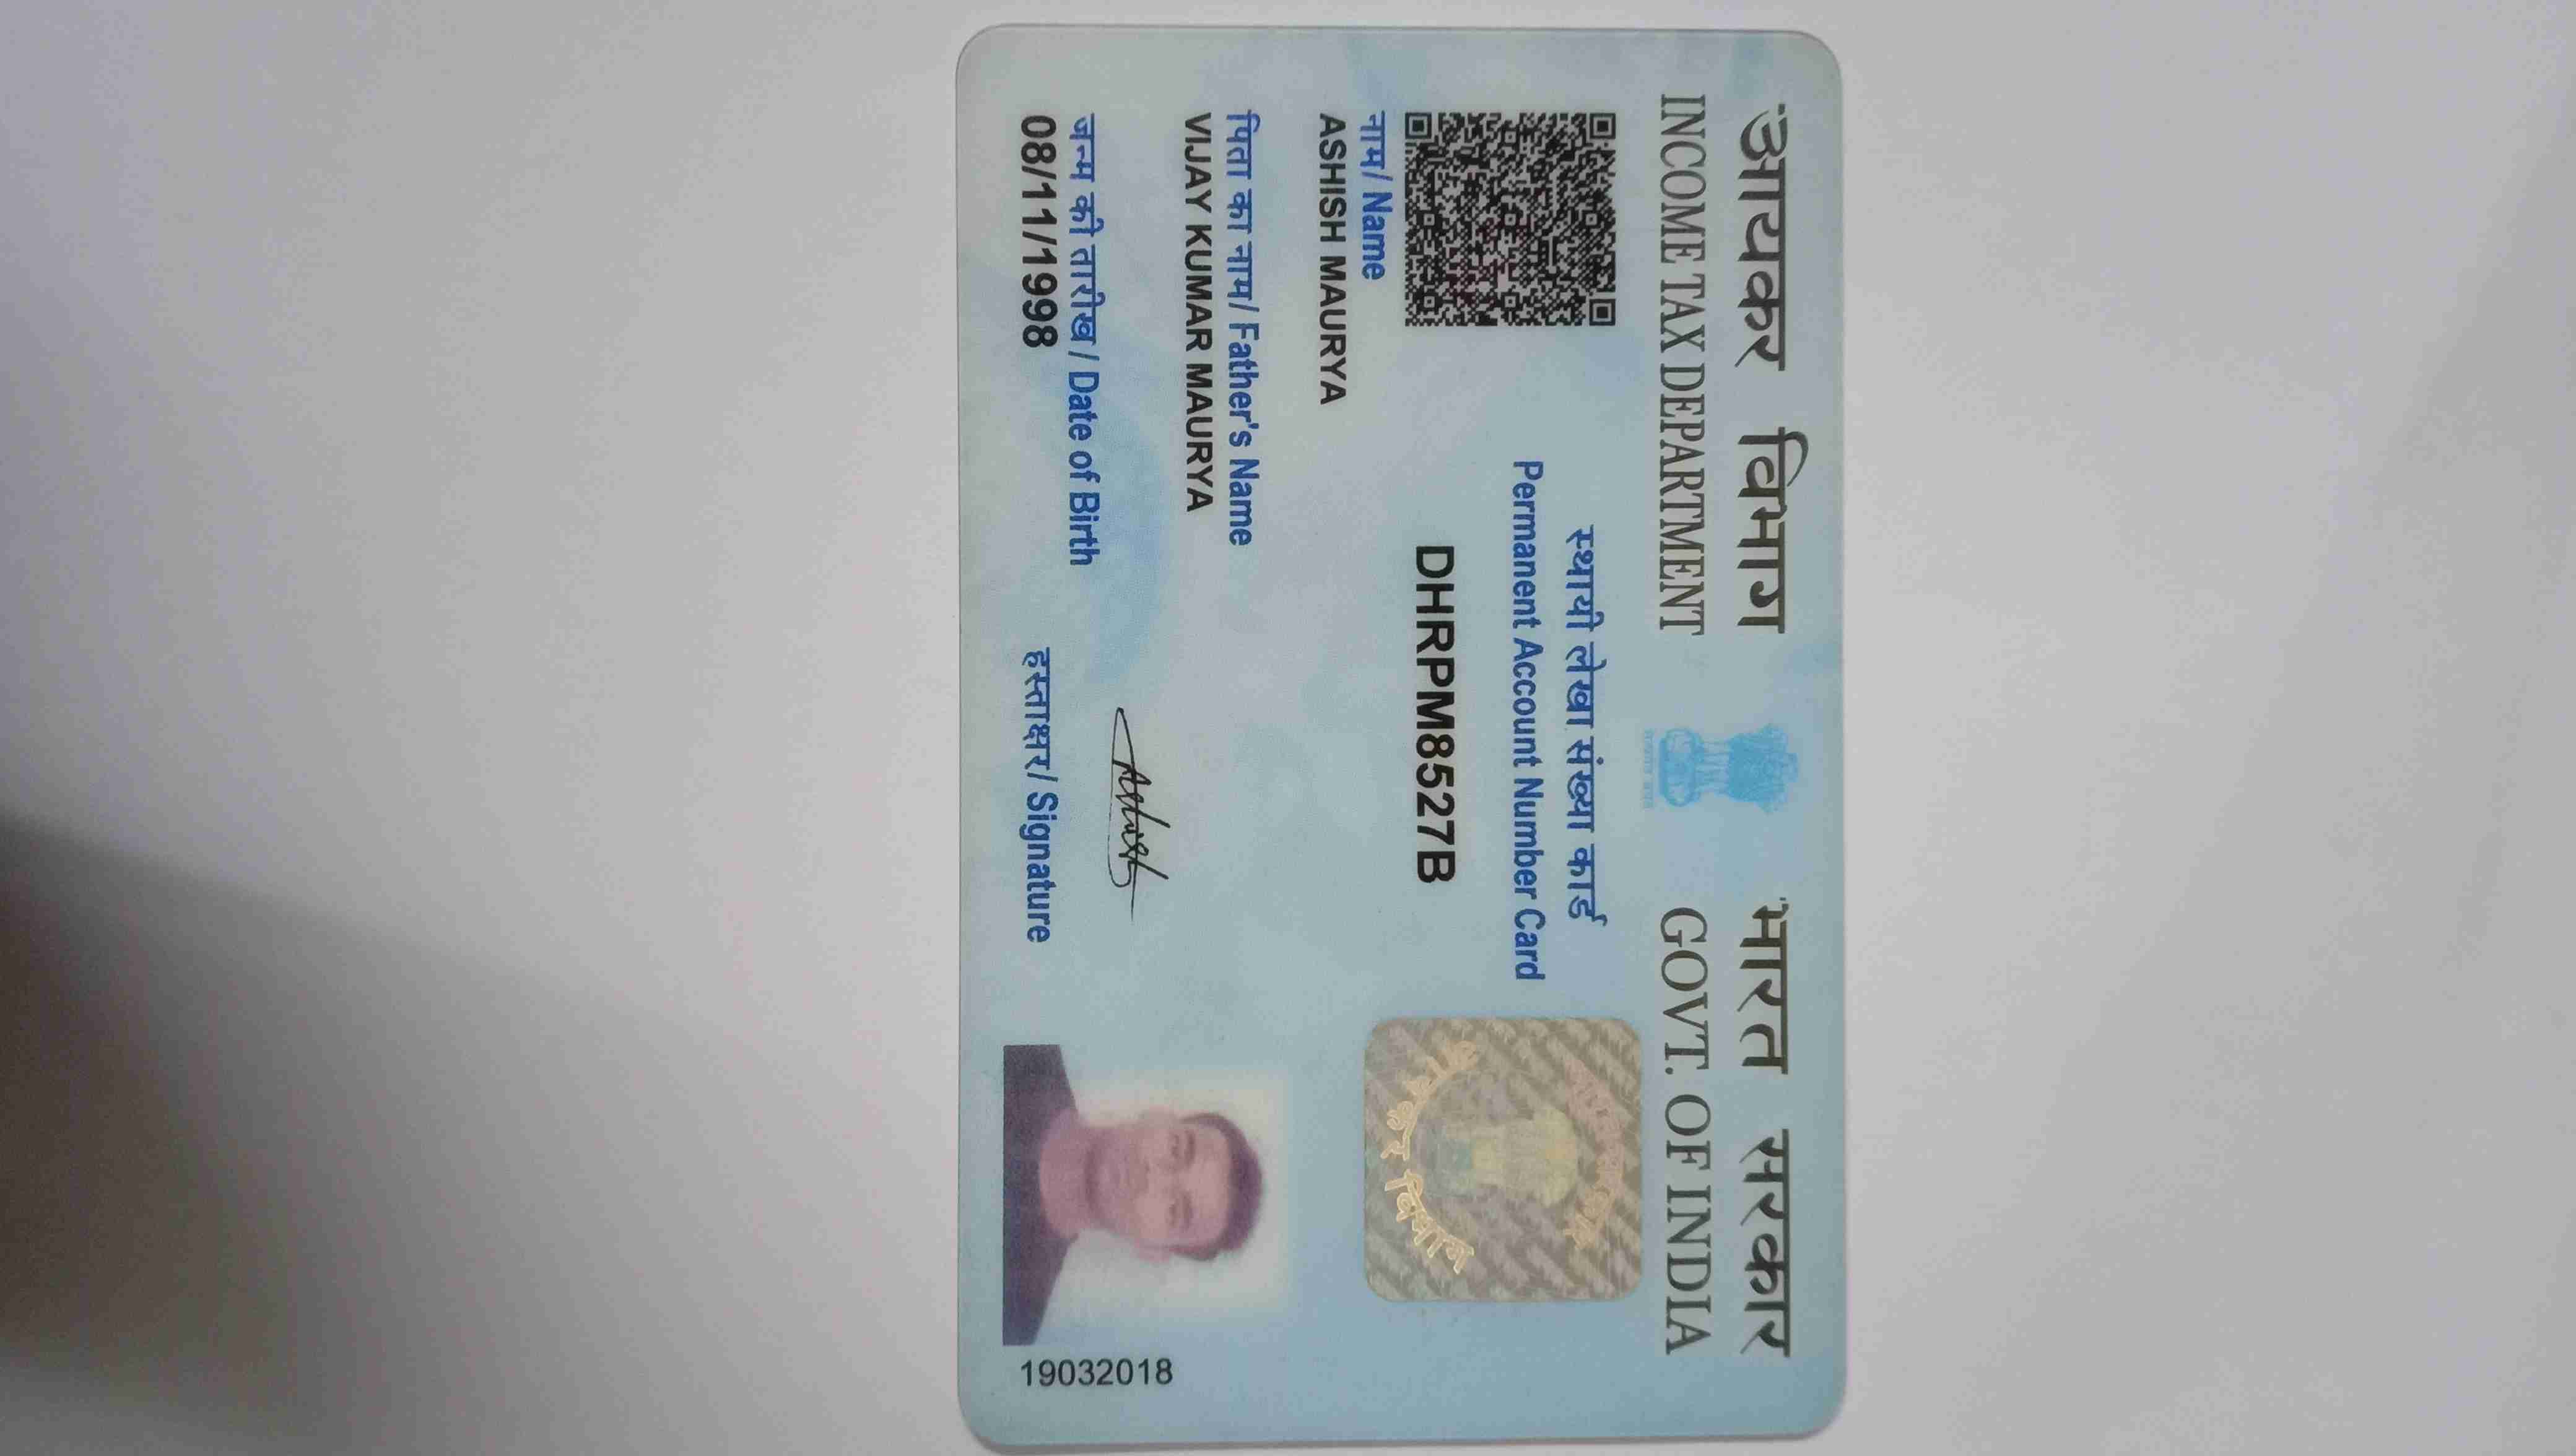 आयकर विभाग
INCOME TAX DEPARTMENT
भारत सरकार
GOVT. OF INDIA
स्थायी लेखा संख्या कार्ड
Permanent Account Number Card
DHRPM8527B
नाम / Name
ASHISH MAURYA
पिता का नाम / Father's Name
VIJAY KUMAR MAURYA
जन्म की तारीख / Date of Birth
08/11/1998
Ashish
हस्ताक्षर / Signature
19032018
आयकर विभाग